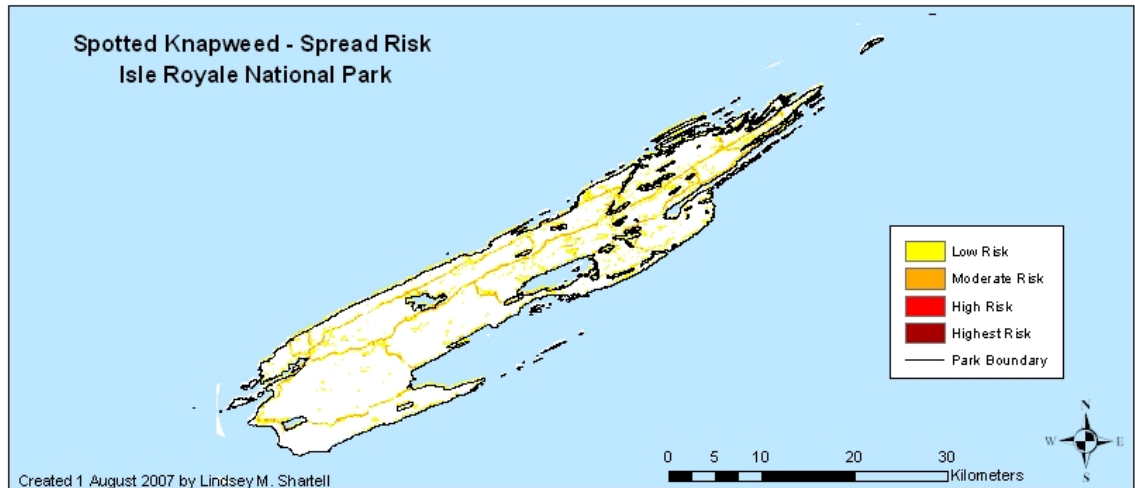 Spotted Knapweed - Spread Risk
Isle Royale National Park
Low Risk
Moderate Risk
High Risk
Highest Risk
Park Boundary
N
W E
S
0 5 10 20 30
Kilometers
Created 1 August 2007 by Lindsey M. Shartell